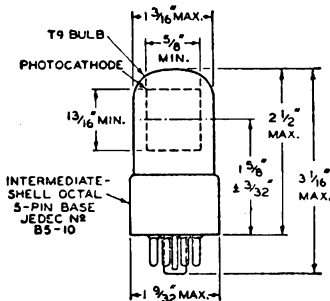 1 3/16" MAX.
T9 BULB
5/8"
MIN.
PHOTOCATHODE
13/16" MIN.
2 1/2"
MAX.
1 5/8"
± 3/32"
3 1/16"
MAX.
INTERMEDIATE-
SHELL OCTAL
5-PIN BASE
JEDEC Nº
B5-10
1 9/32" MAX.